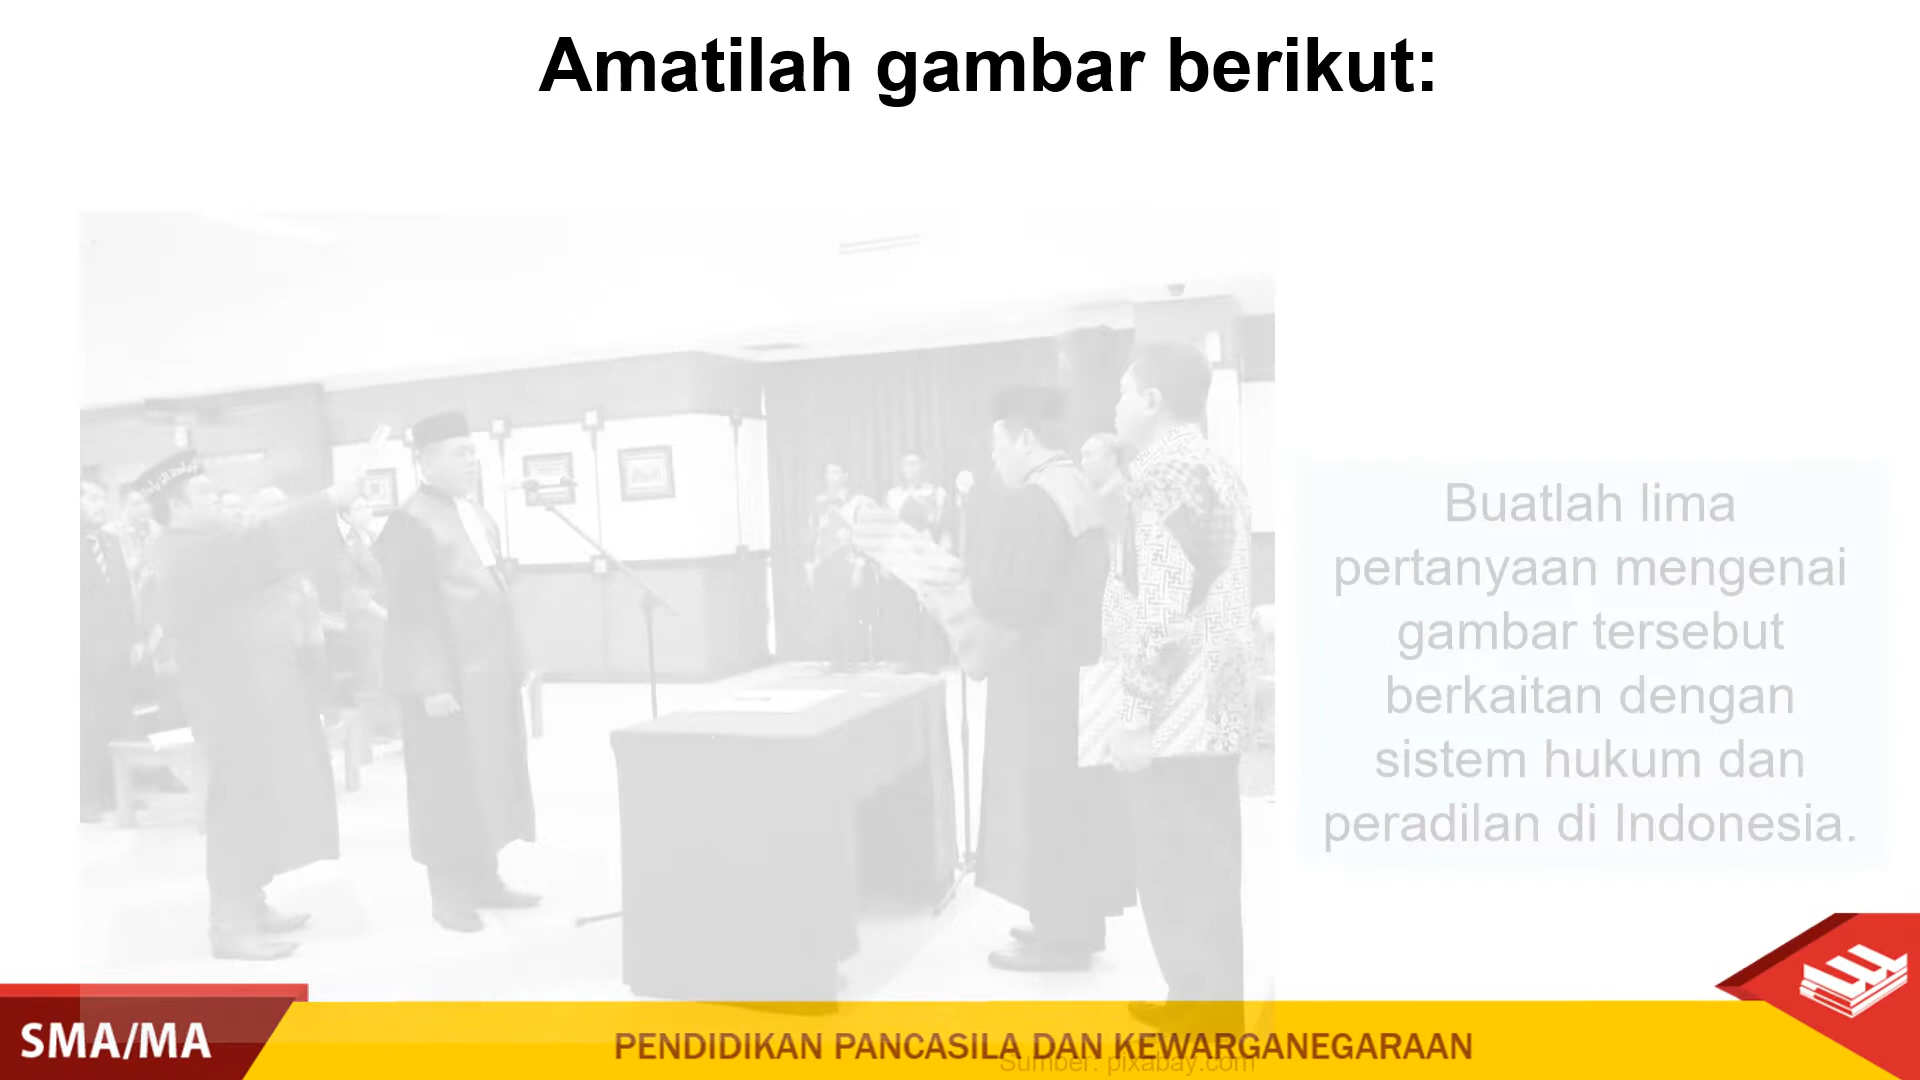 Amatilah gambar berikut:
Buatlah lima
pertanyaan mengenai
gambar tersebut
berkaitan dengan
sistem hukum dan
peradilan di Indonesia.
SMA/MA
PENDIDIKAN PANCASILA DAN KEWARGANEGARAAN
Sumber: pixabay.com